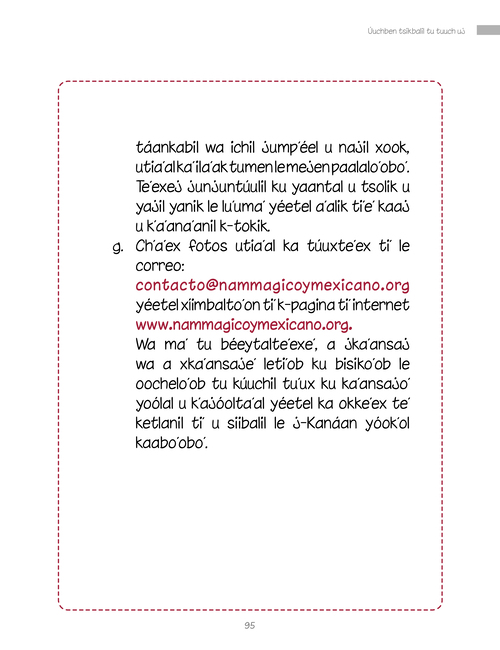 Úuchben tsikbalil tu tuuch uj
táankabil wa ichil jump'éel u najil xook,
utia'al ka'ila'ak tumen le mejen paalalo'obo'.
Te'exej junjuntúulil ku yaantal u tsolik u
yajil yanik le lu'uma' yéetel a'alik ti'e' kaaj
u k'a'ana'anil k-tokik.
g. Ch'a'ex fotos utia'al ka túuxte'ex ti' le
correo:
contacto@nammagicoymexicano.org
yéetel xíimbalto'on ti' k-pagina ti' internet
www.nammagicoymexicano.org.
Wa ma' tu béeytalte'exe', a jka'ansaj
wa a xka'ansaje' leti'ob ku bisiko'ob le
oochelo'ob tu kúuchil tu'ux ku ka'ansajo'
yoólal u k'ajóolta'al yéetel ka okke'ex te'
ketlanil ti' u siibalil le j-Kanáan yóok'ol
kaabo'obo'.
95